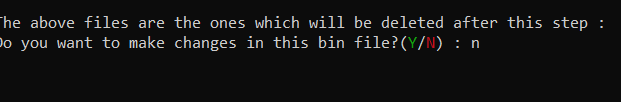 The above files are the ones which will be deleted after this step :
Do you want to make changes in this bin file?(Y/N) : n